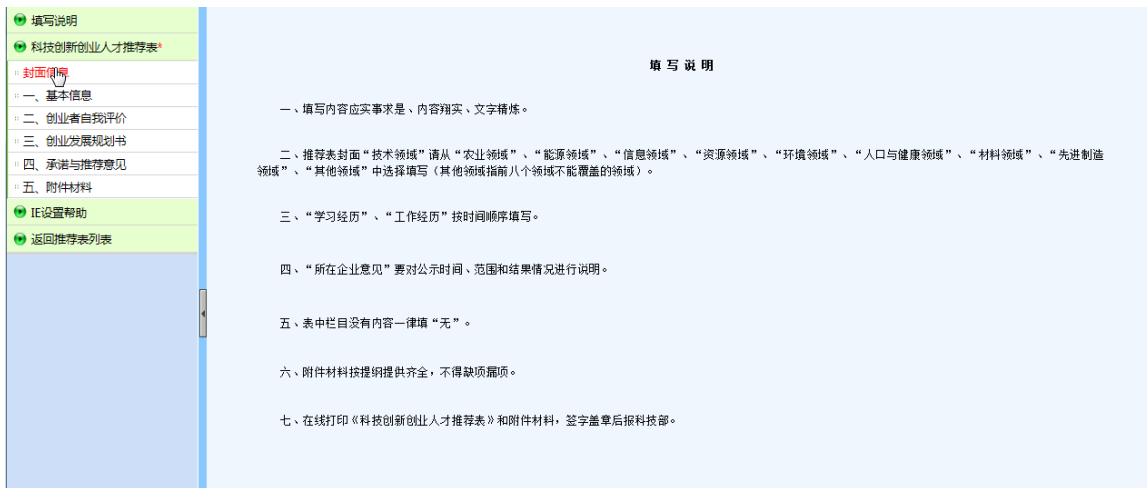 填写说明
科技创新创业人才推荐表*
封面信息
一、基本信息
二、创业者自我评价
三、创业发展规划书
四、承诺与推荐意见
五、附件材料
IE设置帮助
返回推荐表列表
填 写 说 明
一、填写内容应实事求是、内容翔实、文字精炼。
二、推荐表封面“技术领域”请从“农业领域”、“能源领域”、“信息领域”、“资源领域”、“环境领域”、“人口与健康领域”、“材料领域”、“先进制造
领域”、“其他领域”中选择填写（其他领域指前八个领域不能覆盖的领域）。
三、“学习经历”、“工作经历”按时间顺序填写。
四、“所在企业意见”要对公示时间、范围和结果情况进行说明。
五、表中栏目没有内容一律填“无”。
六、附件材料按提纲提供齐全，不得缺项漏项。
七、在线打印《科技创新创业人才推荐表》和附件材料，签字盖章后报科技部。